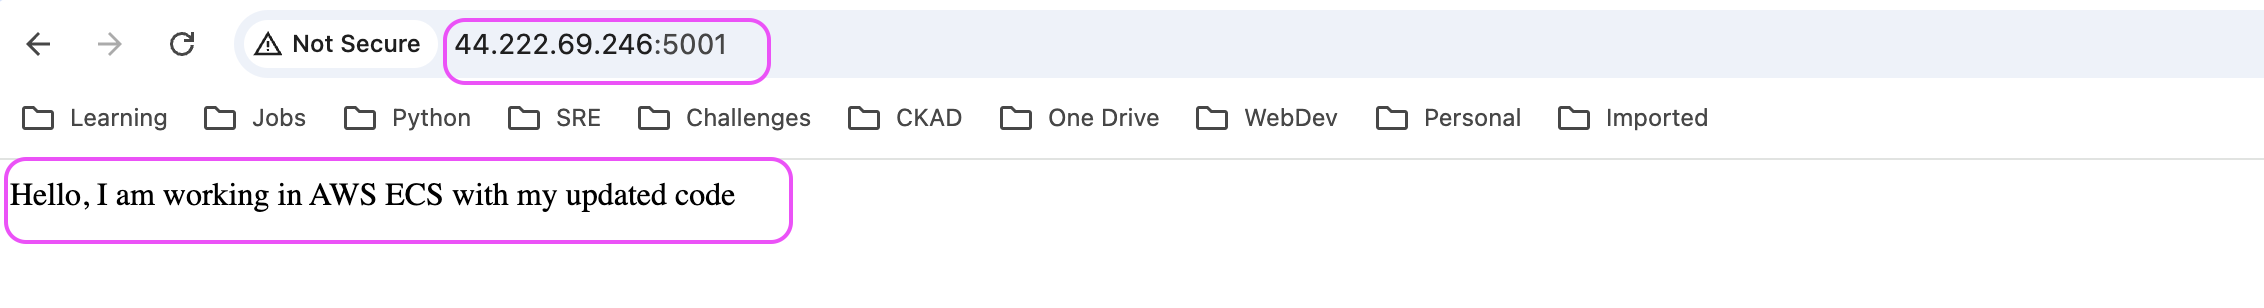 Not Secure 44.222.69.246:5001
Learning Jobs Python SRE Challenges CKAD One Drive WebDev Personal Imported
Hello, I am working in AWS ECS with my updated code